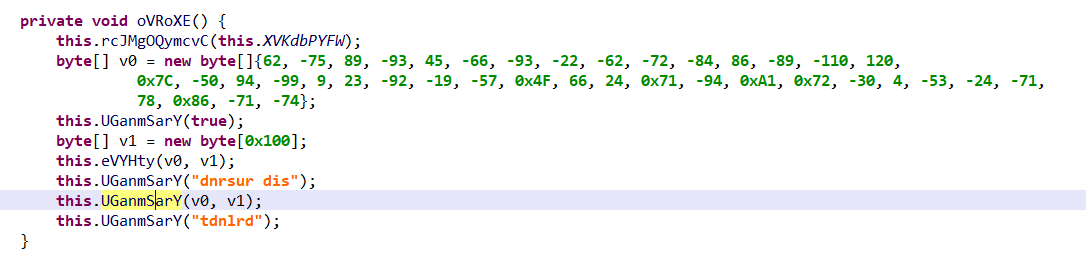 private void oVRoXE() {
this.rcJMgOQymcvC(this.XVKdbPYFW);
byte[] v0 = new byte[]{62, -75, 89, -93, 45, -66, -93, -22, -62, -72, -84, 86, -89, -110, 120,
0x7C, -50, 94, -99, 9, 23, -92, -19, -57, 0x4F, 66, 24, 0x71, -94, 0xA1, 0x72, -30, 4, -53, -24, -71,
78, 0x86, -71, -74};
this.UGanmSarY(true);
byte[] v1 = new byte[0x100];
this.eVYHty(v0, v1);
this.UGanmSarY("dnrsur dis");
this.UGanmSarY(v0, v1);
this.UGanmSarY("tdnlrd");
}